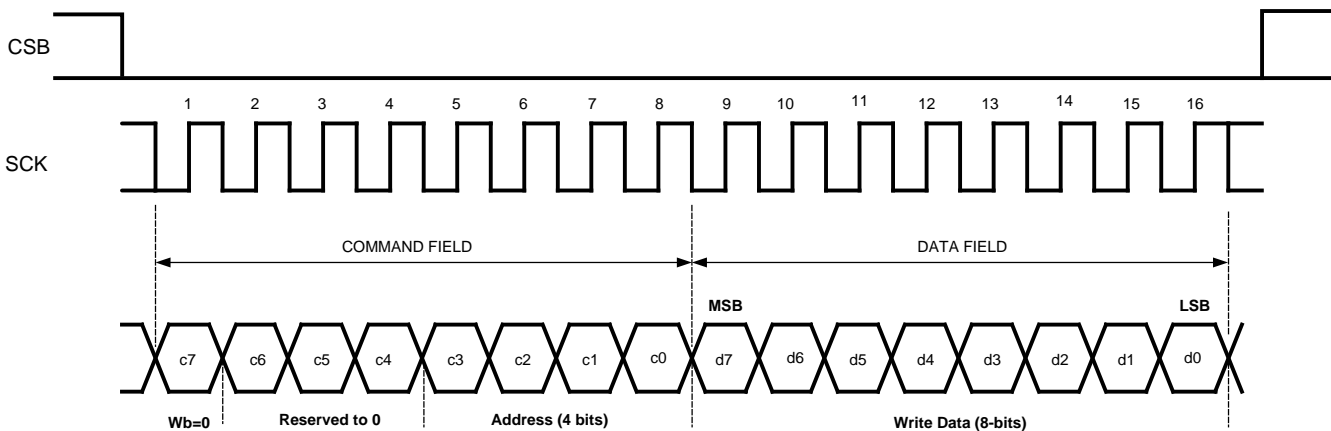 CSB
1 2 3 4 5 6 7 8 9 10 11 12 13 14 15 16
SCK
COMMAND FIELD DATA FIELD
MSB LSB
c7 c6 c5 c4 c3 c2 c1 c0 d7 d6 d5 d4 d3 d2 d1 d0
Wb=0 Reserved to 0 Address (4 bits) Write Data (8-bits)